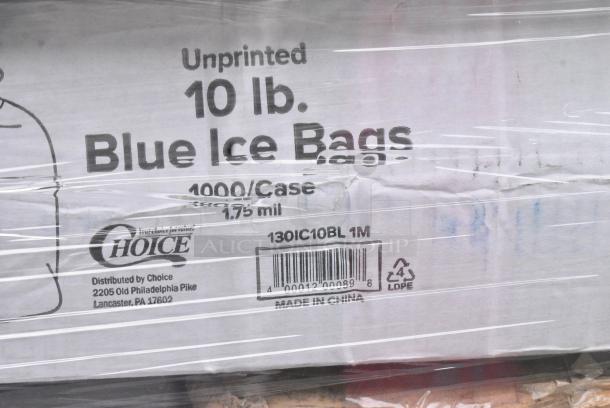 Unprinted
10 lb.
Blue Ice Bags
1000/Case
1.75 mil
CHOICE
130IC10BL 1M
Distributed by Choice
2205 Old Philadelphia Pike
Lancaster, PA 17602
4 00012 00089 8
MADE IN CHINA
4
LDPE